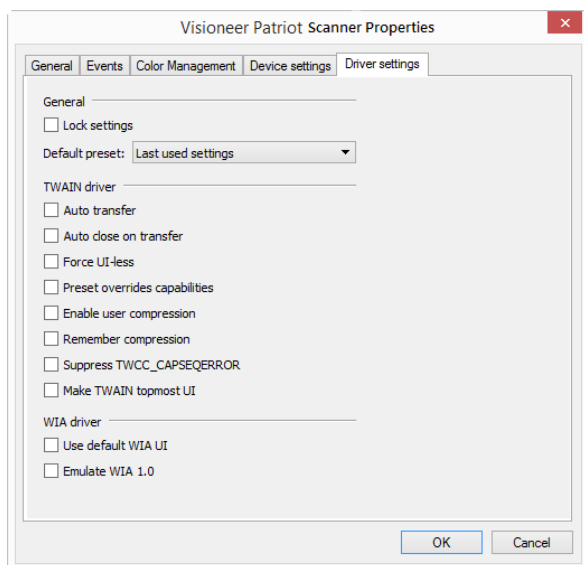 Visioneer Patriot Scanner Properties
General Events Color Management Device settings Driver settings
General
Lock settings
Default preset: Last used settings
TWAIN driver
Auto transfer
Auto close on transfer
Force UI-less
Preset overrides capabilities
Enable user compression
Remember compression
Suppress TWCC_CAPSEQERROR
Make TWAIN topmost UI
WIA driver
Use default WIA UI
Emulate WIA 1.0
OK Cancel